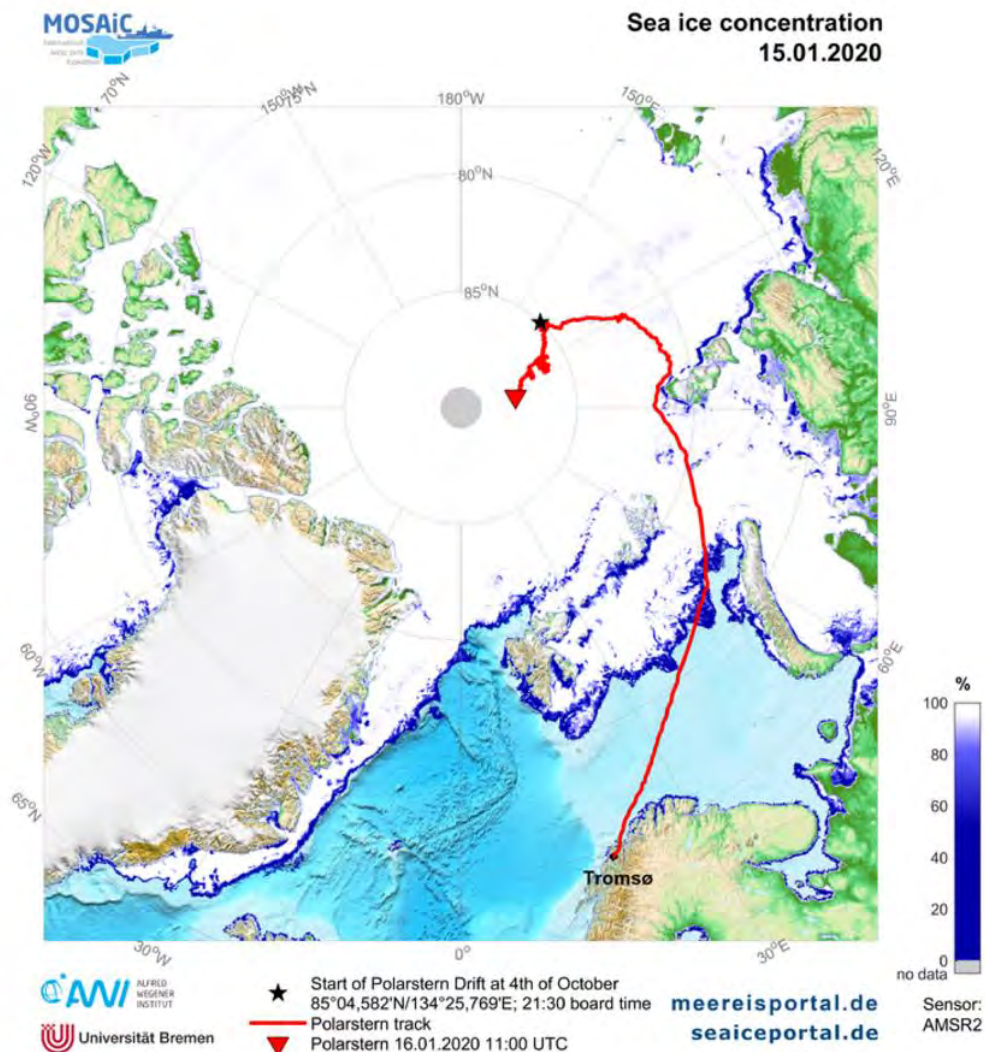 MOSAiC
Sea ice concentration
15.01.2020
70°N
150°W
75°N
180°W
150°E
120°W
80°N
120°E
85°N
90°W
90°E
60°W
60°E
65°N
Tromsø
30°W
0°
30°E
%
100
80
60
40
20
0
no data
Sensor:
AMSR2
AWI
ALFRED
WEGENER
INSTITUT
Universität Bremen
Start of Polarstern Drift at 4th of October
85°04,582'N/134°25,769'E; 21:30 board time
Polarstern track
Polarstern 16.01.2020 11:00 UTC
meereisportal.de
seaiceportal.de